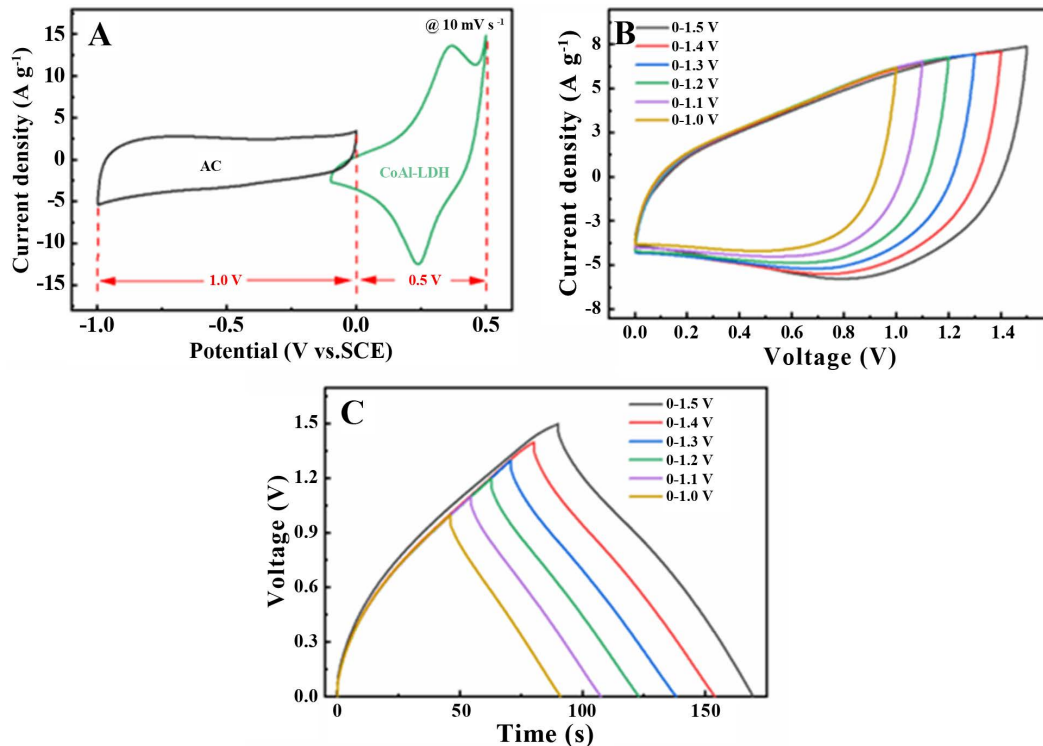 A
@ 10 mV s⁻¹
15
10
5
0
-5
-10
-15
Current density (A g⁻¹)
AC
CoAl-LDH
1.0 V
0.5 V
-1.0
-0.5
0.0
0.5
Potential (V vs.SCE)
B
0-1.5 V
0-1.4 V
0-1.3 V
0-1.2 V
0-1.1 V
0-1.0 V
8
5
3
0
-3
-5
-8
Current density (A g⁻¹)
0.0
0.2
0.4
0.6
0.8
1.0
1.2
1.4
Voltage (V)
C
0-1.5 V
0-1.4 V
0-1.3 V
0-1.2 V
0-1.1 V
0-1.0 V
1.5
1.2
0.9
0.6
0.3
0.0
Voltage (V)
0
50
100
150
Time (s)